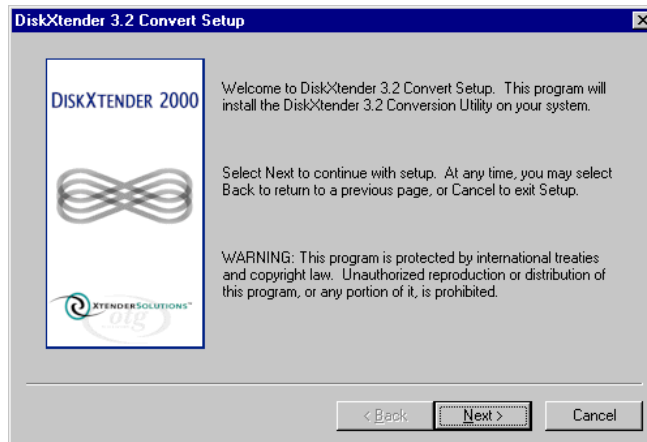 DiskXtender 3.2 Convert Setup
DISKXTENDER 2000
Welcome to DiskXtender 3.2 Convert Setup. This program will
install the DiskXtender 3.2 Conversion Utility on your system.
Select Next to continue with setup. At any time, you may select
Back to return to a previous page, or Cancel to exit Setup.
WARNING: This program is protected by international treaties
and copyright law. Unauthorized reproduction or distribution of
this program, or any portion of it, is prohibited.
XTENDERSOLUTIONS™
otg
< Back
Next >
Cancel